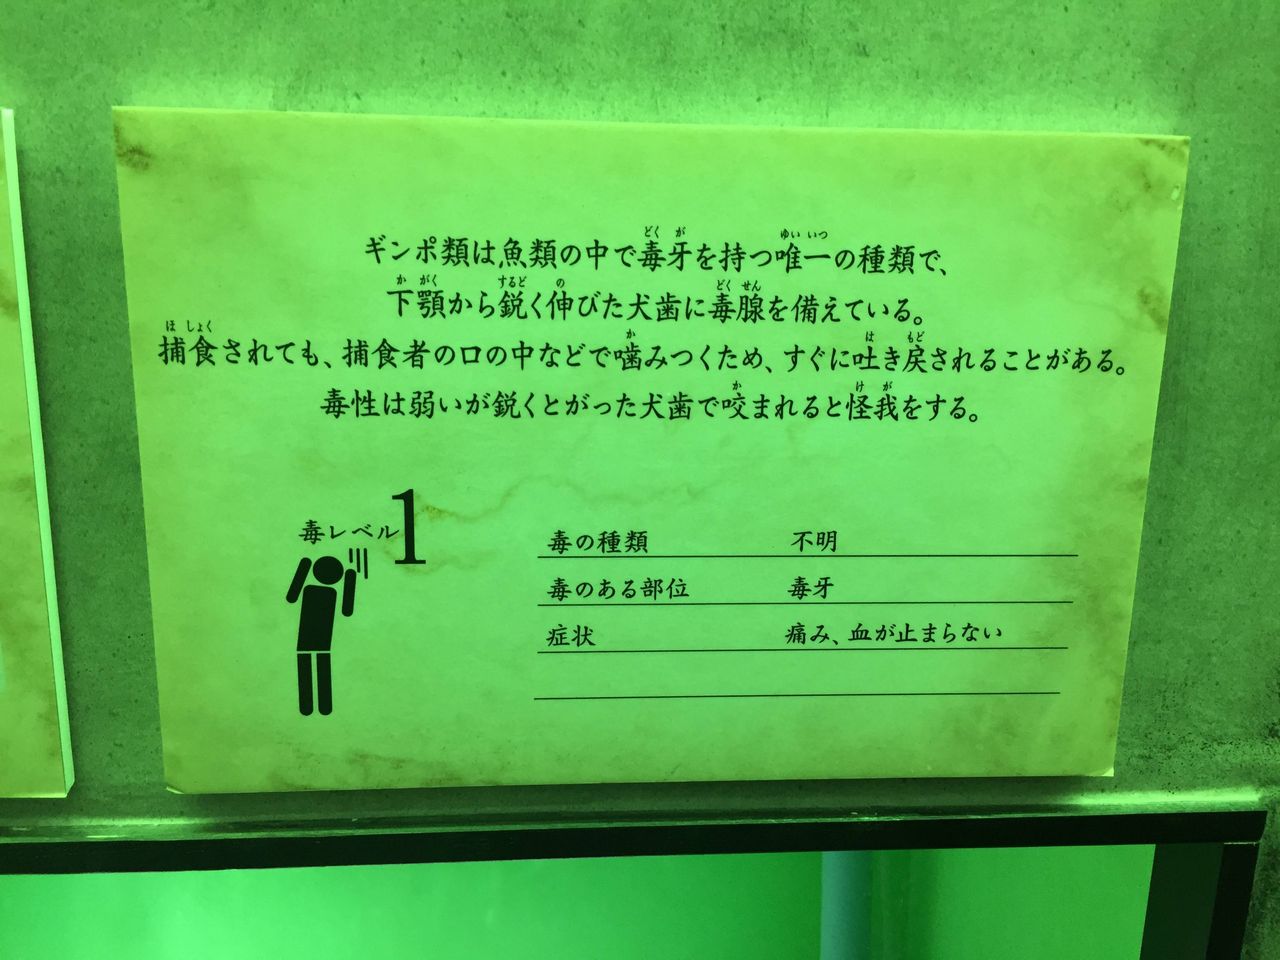 ギンポ類は魚類の中で毒牙を持つ唯一の種類で、
下顎から鋭く伸びた犬歯に毒腺を備えている。
捕食されても、捕食者の口の中などで噛みつくため、すぐに吐き戻されることがある。
毒性は弱いが鋭くとがった犬歯で咬まれると怪我をする。
毒レベル1
毒の種類 不明
毒のある部位 毒牙
症状 痛み、血が止まらない